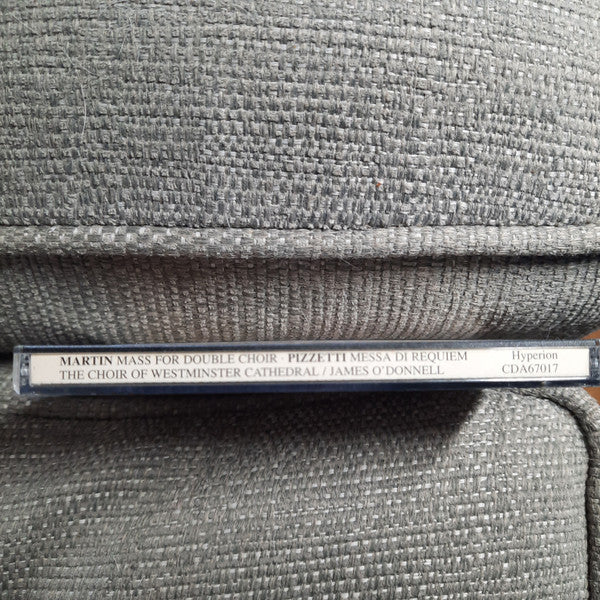 MARTIN MASS FOR DOUBLE CHOIR · PIZZETTI MESSA DI REQUIEM Hyperion
THE CHOIR OF WESTMINSTER CATHEDRAL / JAMES O'DONNELL CDA67017